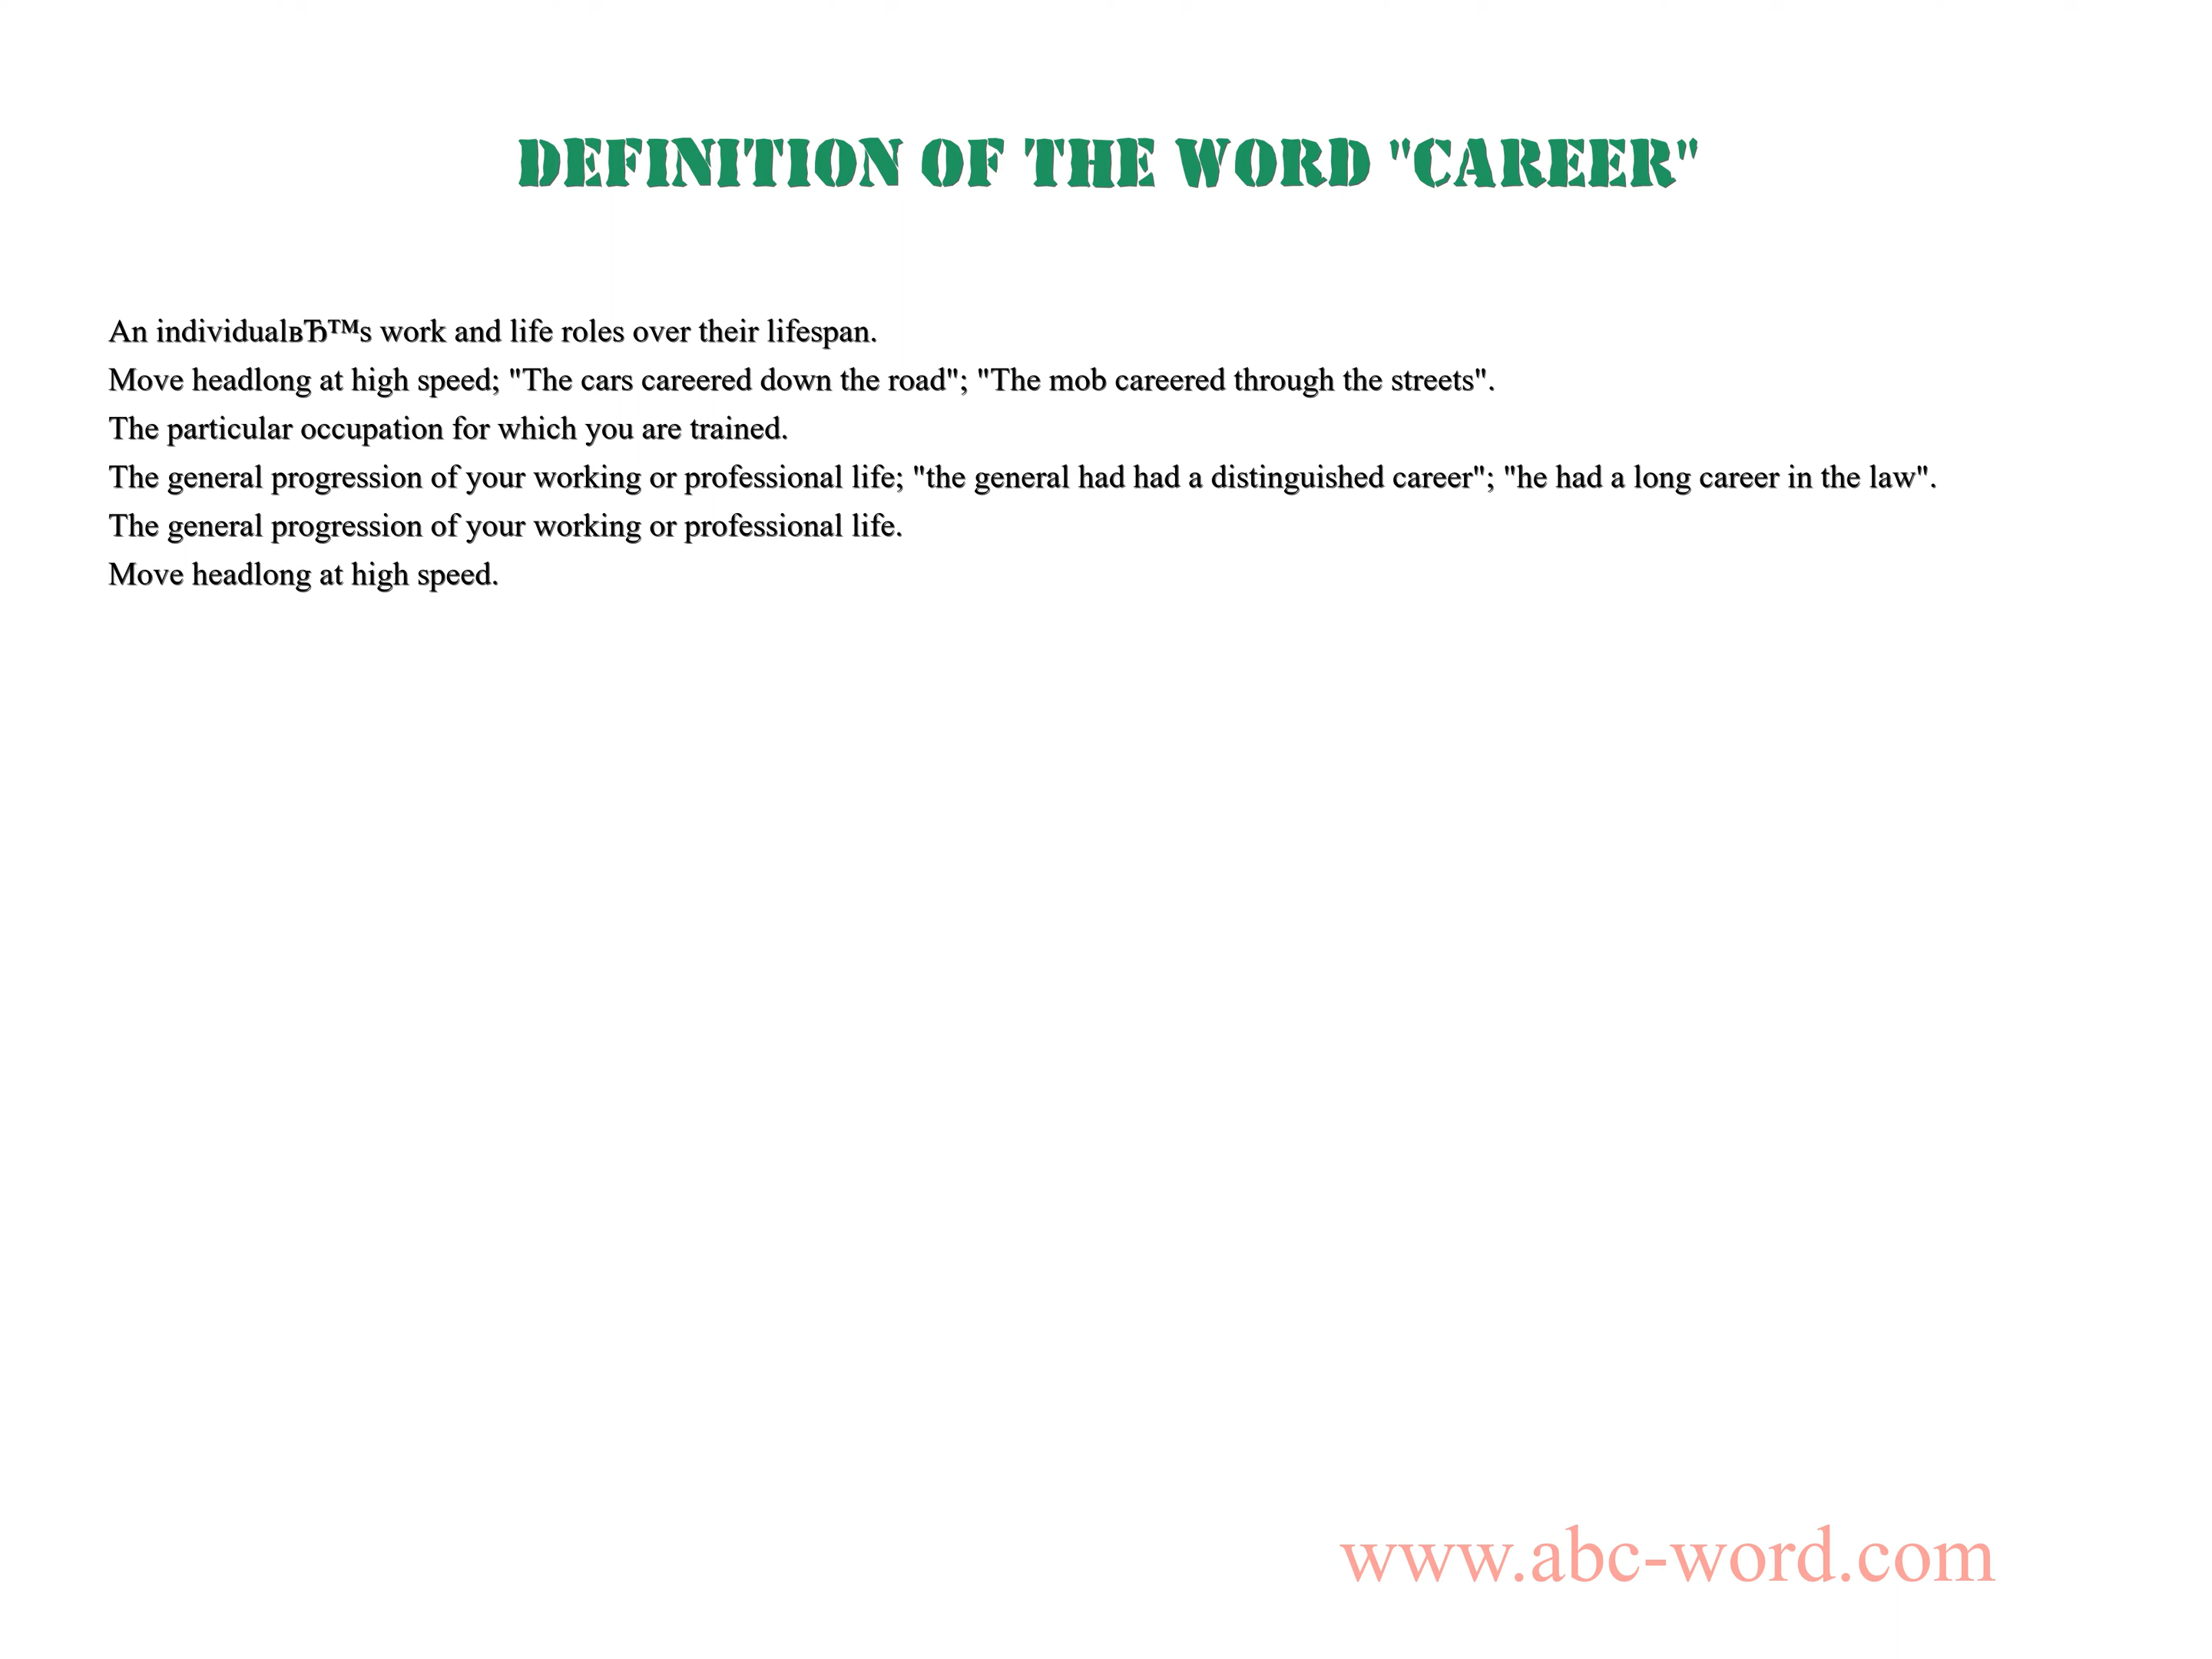 DEFINITION OF THE WORD "CAREER"
An individualвЂ™s work and life roles over their lifespan.
Move headlong at high speed; "The cars careered down the road"; "The mob careered through the streets".
The particular occupation for which you are trained.
The general progression of your working or professional life; "the general had had a distinguished career"; "he had a long career in the law".
The general progression of your working or professional life.
Move headlong at high speed.
www.abc-word.com